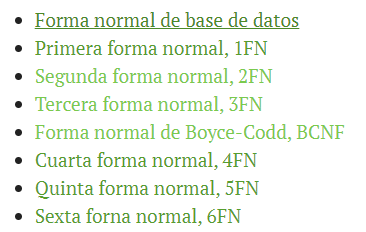 Forma normal de base de datos
Primera forma normal, 1FN
Segunda forma normal, 2FN
Tercera forma normal, 3FN
Forma normal de Boyce-Codd, BCNF
Cuarta forma normal, 4FN
Quinta forma normal, 5FN
Sexta forna normal, 6FN